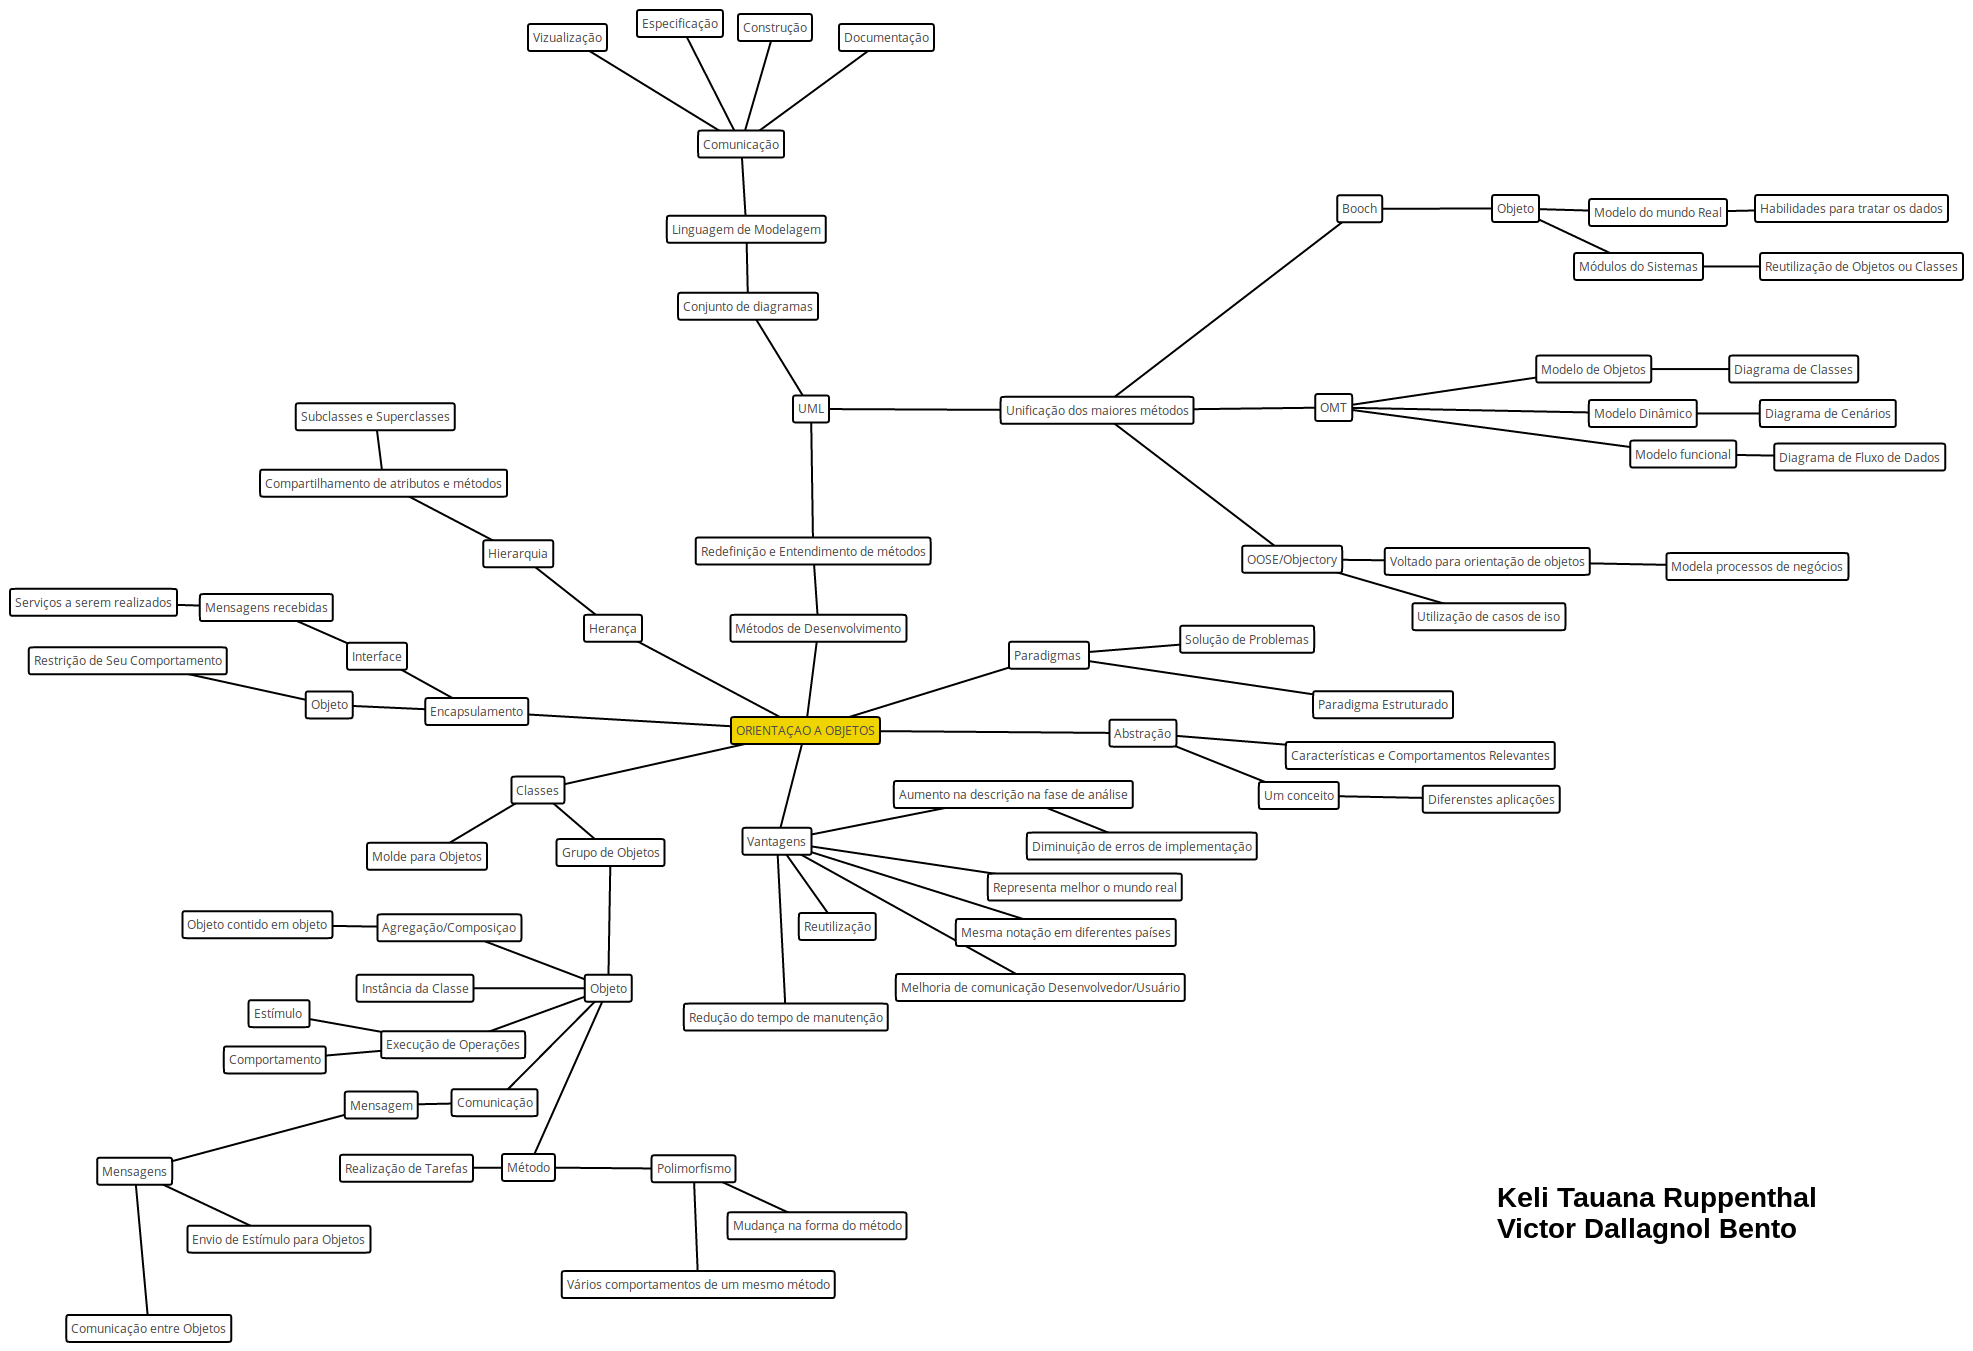 Vizualização
Especificação
Construção
Documentação
Comunicação
Linguagem de Modelagem
Conjunto de diagramas
Booch
Objeto
Modelo do mundo Real
Habilidades para tratar os dados
Módulos do Sistemas
Reutilização de Objetos ou Classes
UML
Unificação dos maiores métodos
OMT
Modelo de Objetos
Diagrama de Classes
Modelo Dinâmico
Diagrama de Cenários
Modelo funcional
Diagrama de Fluxo de Dados
Subclasses e Superclasses
Compartilhamento de atributos e métodos
Hierarquia
Redefinição e Entendimento de métodos
OOSE/Objectory
Voltado para orientação de objetos
Modela processos de negócios
Utilização de casos de iso
Serviços a serem realizados
Mensagens recebidas
Herança
Métodos de Desenvolvimento
Paradigmas
Solução de Problemas
Restrição de Seu Comportamento
Interface
Objeto
Encapsulamento
Paradigma Estruturado
ORIENTAÇAO A OBJETOS
Abstração
Características e Comportamentos Relevantes
Um conceito
Diferenstes aplicações
Classes
Aumento na descrição na fase de análise
Molde para Objetos
Grupo de Objetos
Vantagens
Diminuição de erros de implementação
Representa melhor o mundo real
Objeto contido em objeto
Agregação/Composiçao
Reutilização
Mesma notação em diferentes países
Instância da Classe
Objeto
Melhoria de comunicação Desenvolvedor/Usuário
Estímulo
Redução do tempo de manutenção
Execução de Operações
Comportamento
Mensagem
Comunicação
Mensagens
Realização de Tarefas
Método
Polimorfismo
Keli Tauana Ruppenthal
Victor Dallagnol Bento
Envio de Estímulo para Objetos
Mudança na forma do método
Vários comportamentos de um mesmo método
Comunicação entre Objetos